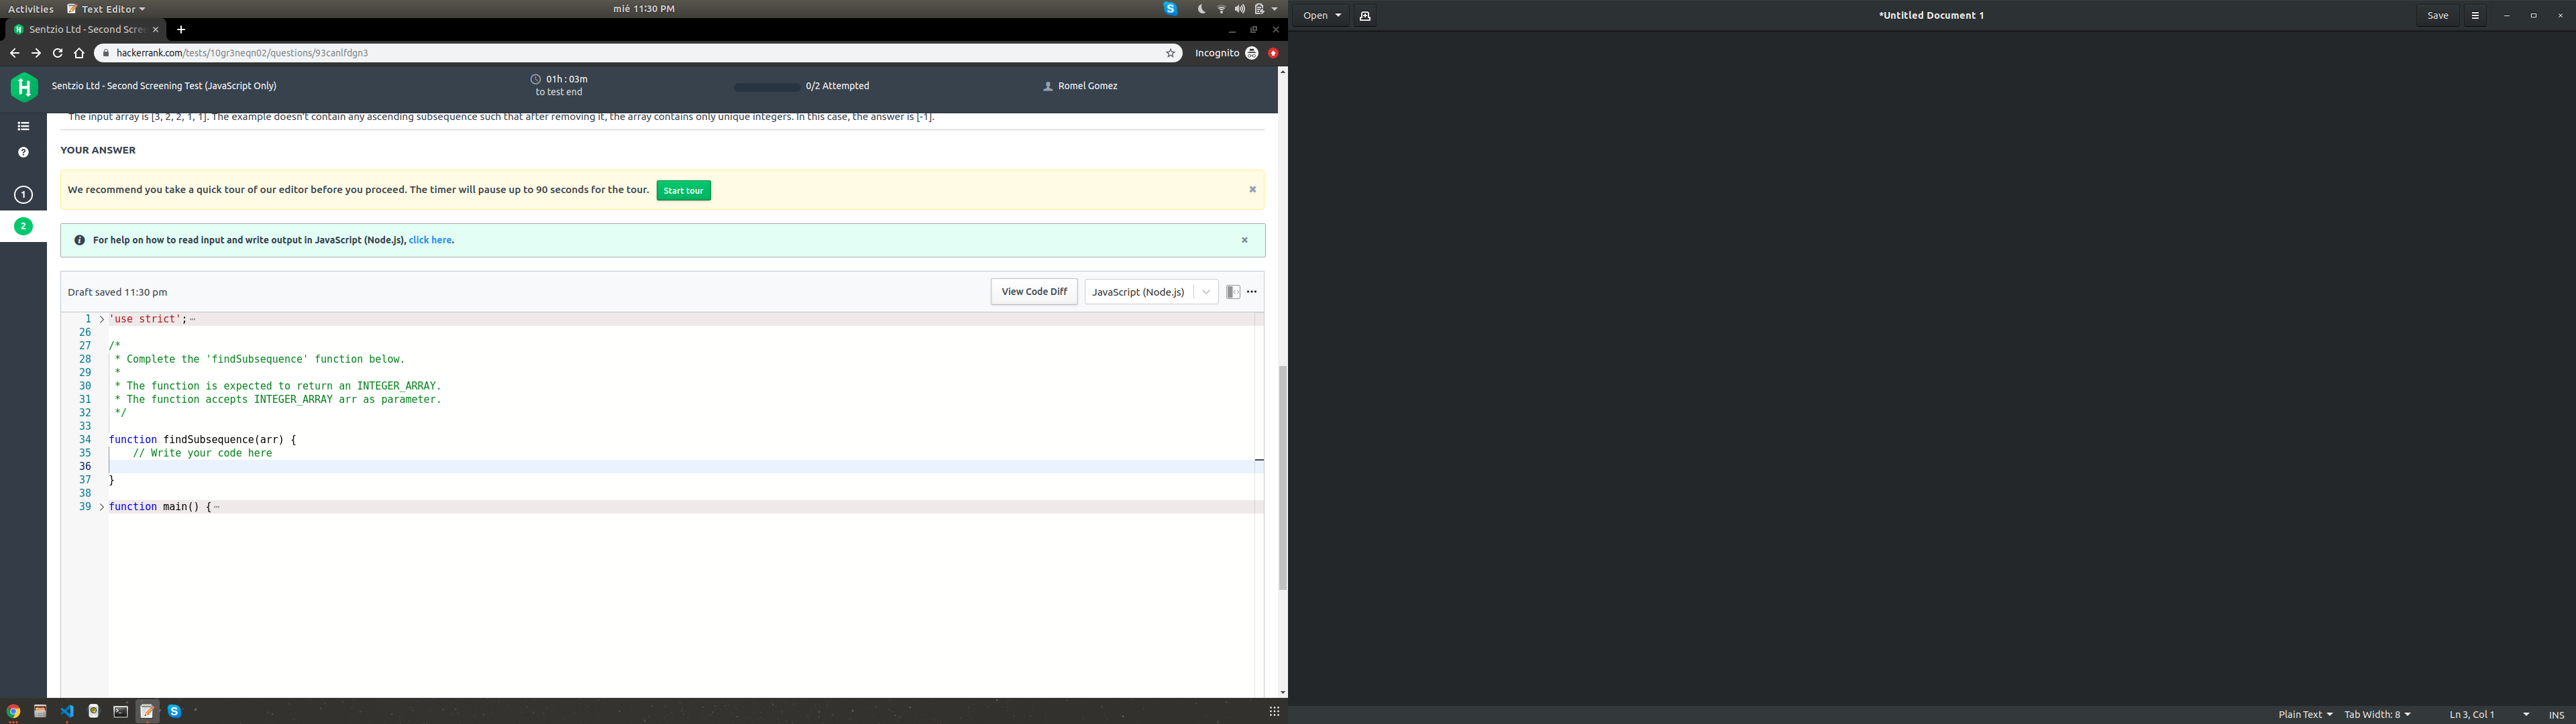 Activities Text Editor mié 11:30 PM
Sentzio Ltd - Second Scree
hackerrank.com/tests/10gr3neqn02/questions/93canlfdgn3 Incognito
Sentzio Ltd - Second Screening Test (JavaScript Only) 01h : 03m to test end 0/2 Attempted Romel Gomez
The input array is [3, 2, 2, 1, 1]. The example doesn't contain any ascending subsequence such that after removing it, the array contains only unique integers. In this case, the answer is [-1].
YOUR ANSWER
1
We recommend you take a quick tour of our editor before you proceed. The timer will pause up to 90 seconds for the tour. Start tour
2
For help on how to read input and write output in JavaScript (Node.js), click here.
Draft saved 11:30 pm View Code Diff JavaScript (Node.js)
1 'use strict';
26
27 /*
28 * Complete the 'findSubsequence' function below.
29 *
30 * The function is expected to return an INTEGER_ARRAY.
31 * The function accepts INTEGER_ARRAY arr as parameter.
32 */
33
34 function findSubsequence(arr) {
35 // Write your code here
36
37 }
38
39 function main() {
Open *Untitled Document 1 Save
Plain Text Tab Width: 8 Ln 3, Col 1 INS